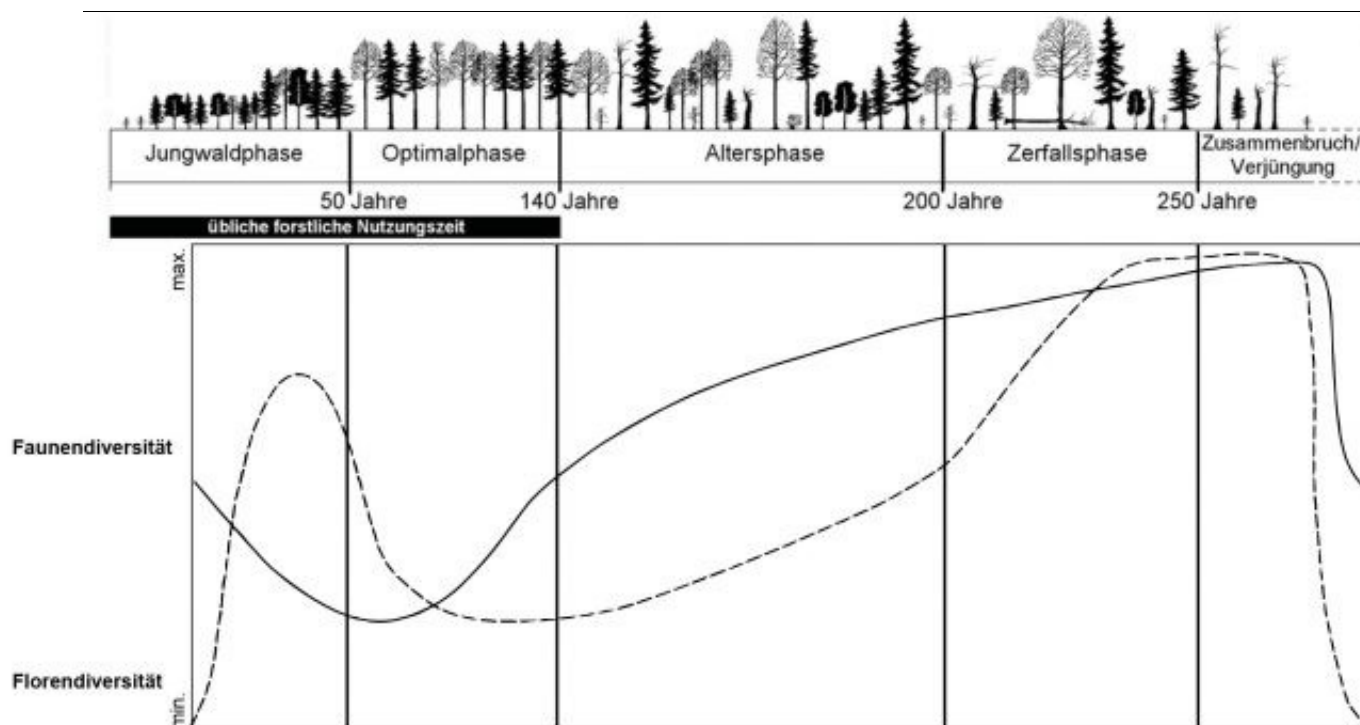 Jungwaldphase
Optimalphase
Altersphase
Zerfallsphase
Zusammenbruch/
Verjüngung
50 Jahre
140 Jahre
200 Jahre
250 Jahre
übliche forstliche Nutzungszeit
max.
Faunendiversität
Florendiversität
min.